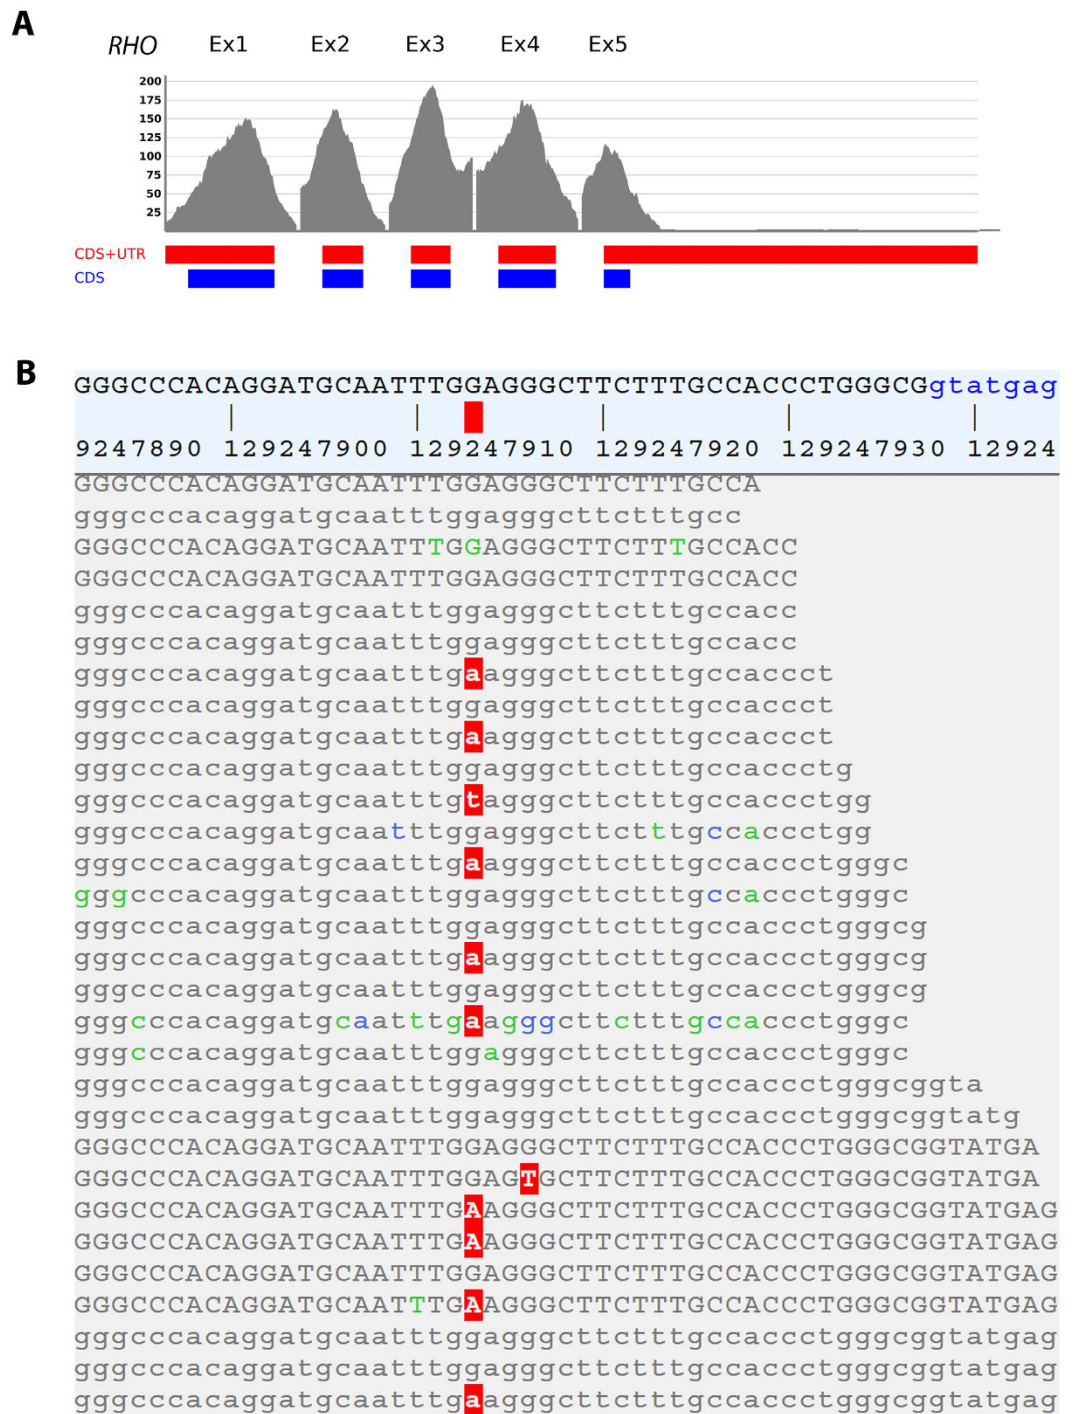 A
RHO Ex1 Ex2 Ex3 Ex4 Ex5
200
175
150
125
100
75
50
25
CDS+UTR
CDS
B
GGGCCCACAGGATGCAATTTGGAGGGCTTCTTTGCCACCCTGGGCGgtatgag
| | | | |
9247890 129247900 129247910 129247920 129247930 12924
GGGCCCACAGGATGCAATTTGGAGGGCTTCTTTGCCA
gggcccacaggatgcaatttggagggcttctttgcc
GGGCCCACAGGATGCAATTTGGAGGGCTTCTTTGCCACC
GGGCCCACAGGATGCAATTTGGAGGGCTTCTTTGCCACC
gggcccacaggatgcaatttggagggcttctttgccacc
gggcccacaggatgcaatttggagggcttctttgccacc
gggcccacaggatgcaatttgaagggcttctttgccaccct
gggcccacaggatgcaatttggagggcttctttgccaccct
gggcccacaggatgcaatttgaagggcttctttgccaccct
gggcccacaggatgcaatttggagggcttctttgccaccctg
gggcccacaggatgcaatttgtagggcttctttgccaccctgg
gggcccacaggatgcaatttggagggcttctttgccaccctgg
gggcccacaggatgcaatttgaagggcttctttgccaccctgggc
gggcccacaggatgcaatttggagggcttctttgccaccctgggc
gggcccacaggatgcaatttggagggcttctttgccaccctgggcg
gggcccacaggatgcaatttgaagggcttctttgccaccctgggcg
gggcccacaggatgcaatttggagggcttctttgccaccctgggcg
gggcccacaggatgcaatttgaagggcttctttgccaccctgggc
gggcccacaggatgcaatttggagggcttctttgccaccctgggc
gggcccacaggatgcaatttggagggcttctttgccaccctgggcggta
gggcccacaggatgcaatttggagggcttctttgccaccctgggcggtatg
GGGCCCACAGGATGCAATTTGGAGGGCTTCTTTGCCACCCTGGGCGGTATGA
GGGCCCACAGGATGCAATTTGGAGTGCTTCTTTGCCACCCTGGGCGGTATGA
GGGCCCACAGGATGCAATTTGAAGGGCTTCTTTGCCACCCTGGGCGGTATGAG
GGGCCCACAGGATGCAATTTGAAGGGCTTCTTTGCCACCCTGGGCGGTATGAG
GGGCCCACAGGATGCAATTTGGAGGGCTTCTTTGCCACCCTGGGCGGTATGAG
GGGCCCACAGGATGCAATTTGAAGGGCTTCTTTGCCACCCTGGGCGGTATGAG
gggcccacaggatgcaatttggagggcttctttgccaccctgggcggtatgag
gggcccacaggatgcaatttggagggcttctttgccaccctgggcggtatgag
gggcccacaggatgcaatttgaagggcttctttgccaccctgggcggtatgag